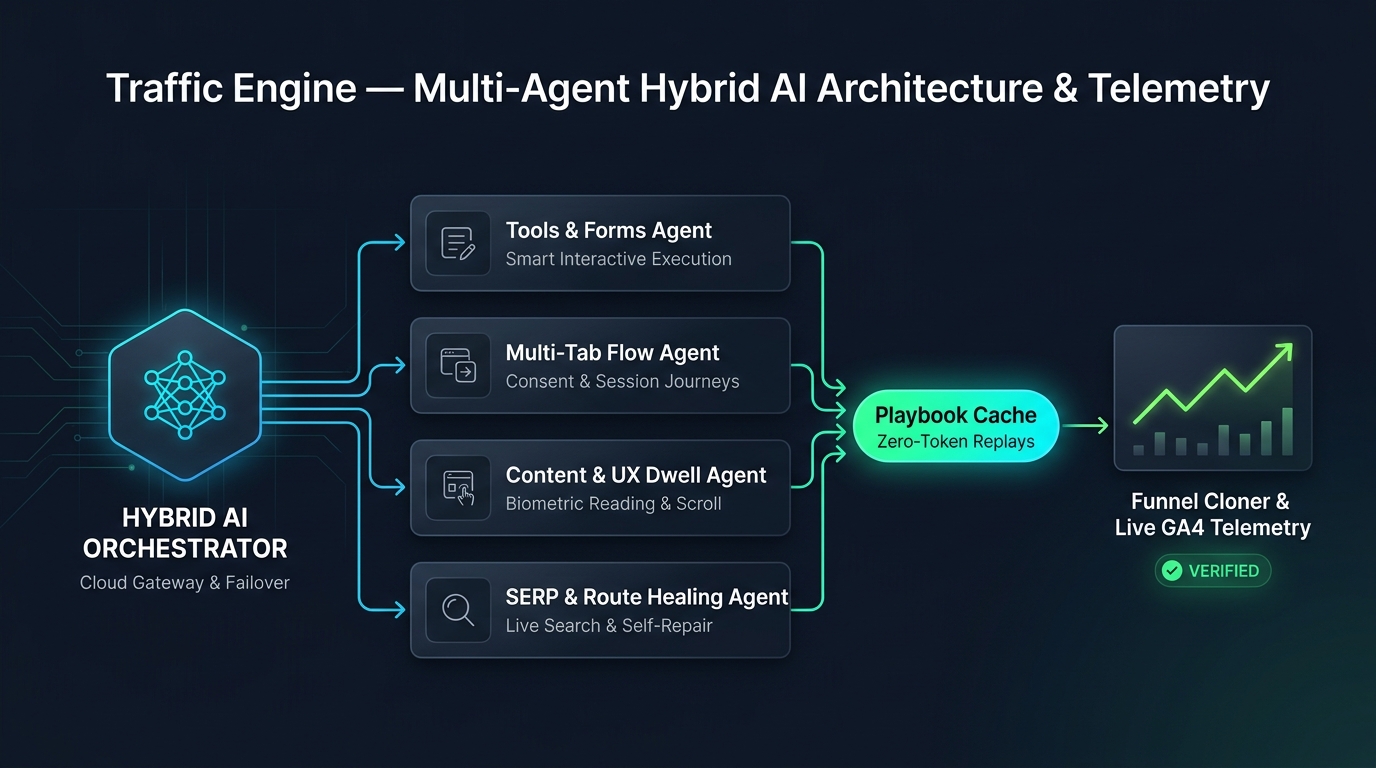 Traffic Engine — Multi-Agent Hybrid AI Architecture & Telemetry
HYBRID AI
ORCHESTRATOR
Cloud Gateway & Failover
Tools & Forms Agent
Smart Interactive Execution
Multi-Tab Flow Agent
Consent & Session Journeys
Content & UX Dwell Agent
Biometric Reading & Scroll
SERP & Route Healing Agent
Live Search & Self-Repair
Playbook Cache
Zero-Token Replays
Funnel Cloner &
Live GA4 Telemetry
VERIFIED